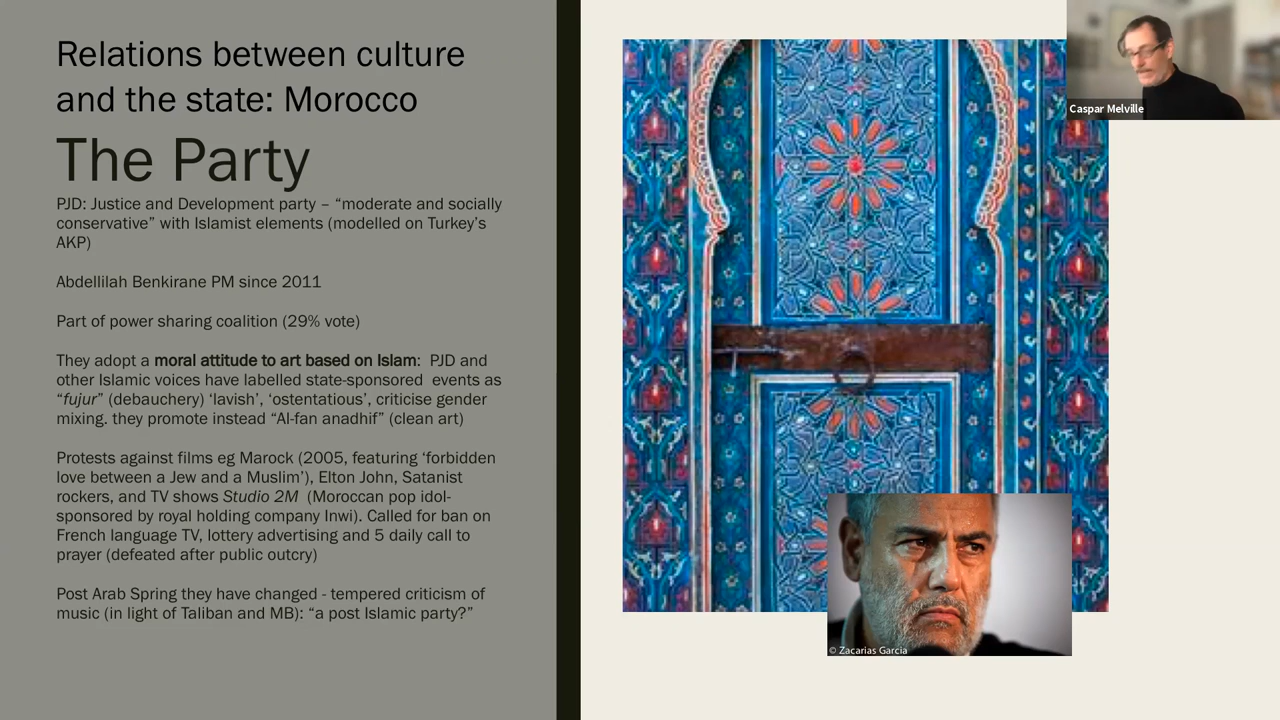 Relations between culture
and the state: Morocco
The Party
PJD: Justice and Development party – “moderate and socially
conservative” with Islamist elements (modelled on Turkey’s
AKP)
Abdellilah Benkirane PM since 2011
Part of power sharing coalition (29% vote)
They adopt a moral attitude to art based on Islam:  PJD and
other Islamic voices have labelled state-sponsored  events as
“fujur” (debauchery) ‘lavish’, ‘ostentatious’, criticise gender
mixing. they promote instead “Al-fan anadhif” (clean art)
Protests against films eg Marock (2005, featuring ‘forbidden
love between a Jew and a Muslim’), Elton John, Satanist
rockers, and TV shows Studio 2M  (Moroccan pop idol-
sponsored by royal holding company Inwi). Called for ban on
French language TV, lottery advertising and 5 daily call to
prayer (defeated after public outcry)
Post Arab Spring they have changed - tempered criticism of
music (in light of Taliban and MB): “a post Islamic party?”
Caspar Melville
© Zacarias Garcia